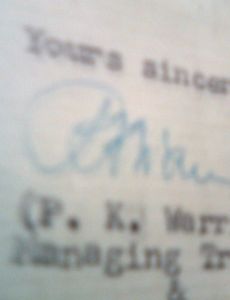 Yours sincer
(P. K. Warr
Managing Tr